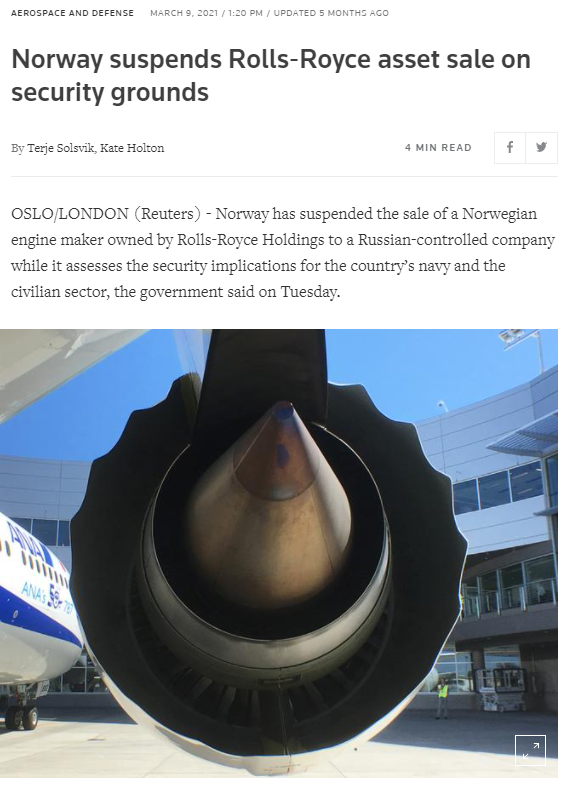 AEROSPACE AND DEFENSE MARCH 9, 2021 / 1:20 PM / UPDATED 5 MONTHS AGO
Norway suspends Rolls-Royce asset sale on
security grounds
By Terje Solsvik, Kate Holton
4 MIN READ
OSLO/LONDON (Reuters) - Norway has suspended the sale of a Norwegian
engine maker owned by Rolls-Royce Holdings to a Russian-controlled company
while it assesses the security implications for the country’s navy and the
civilian sector, the government said on Tuesday.
ANA
ANA's 50th 787